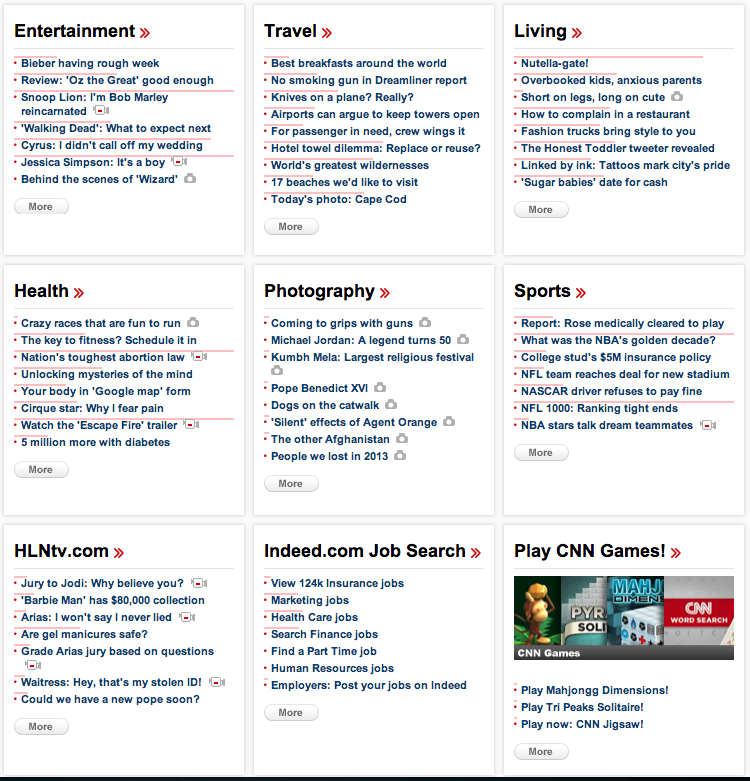 Entertainment »
Bieber having rough week
Review: 'Oz the Great' good enough
Snoop Lion: I'm Bob Marley
reincarnated
'Walking Dead': What to expect next
Cyrus: I didn't call off my wedding
Jessica Simpson: It's a boy
Behind the scenes of 'Wizard'
More
Travel »
Best breakfasts around the world
No smoking gun in Dreamliner report
Knives on a plane? Really?
Airports can argue to keep towers open
For passenger in need, crew wings it
Hotel towel dilemma: Replace or reuse?
World's greatest wildernesses
17 beaches we'd like to visit
Today's photo: Cape Cod
More
Living »
Nutella-gate!
Overbooked kids, anxious parents
Short on legs, long on cute
How to complain in a restaurant
Fashion trucks bring style to you
The Honest Toddler tweeter revealed
Linked by ink: Tattoos mark city's pride
'Sugar babies' date for cash
More
Health »
Crazy races that are fun to run
The key to fitness? Schedule it in
Nation's toughest abortion law
Unlocking mysteries of the mind
Your body in 'Google map' form
Cirque star: Why I fear pain
Watch the 'Escape Fire' trailer
5 million more with diabetes
More
Photography »
Coming to grips with guns
Michael Jordan: A legend turns 50
Kumbh Mela: Largest religious festival
Pope Benedict XVI
Dogs on the catwalk
'Silent' effects of Agent Orange
The other Afghanistan
People we lost in 2013
More
Sports »
Report: Rose medically cleared to play
What was the NBA's golden decade?
College stud's $5M insurance policy
NFL team reaches deal for new stadium
NASCAR driver refuses to pay fine
NFL 1000: Ranking tight ends
NBA stars talk dream teammates
More
HLNtv.com »
Jury to Jodi: Why believe you?
'Barbie Man' has $80,000 collection
Arias: I won't say I never lied
Are gel manicures safe?
Grade Arias jury based on questions
Waitress: Hey, that's my stolen ID!
Could we have a new pope soon?
More
Indeed.com Job Search »
View 124k Insurance jobs
Marketing jobs
Health Care jobs
Search Finance jobs
Find a Part Time job
Human Resources jobs
Employers: Post your jobs on Indeed
More
Play CNN Games! »
MAHJ
DIMEN
PYR
SOLI
CNN
WORD SEARCH
CNN Games
Play Mahjongg Dimensions!
Play Tri Peaks Solitaire!
Play now: CNN Jigsaw!
More